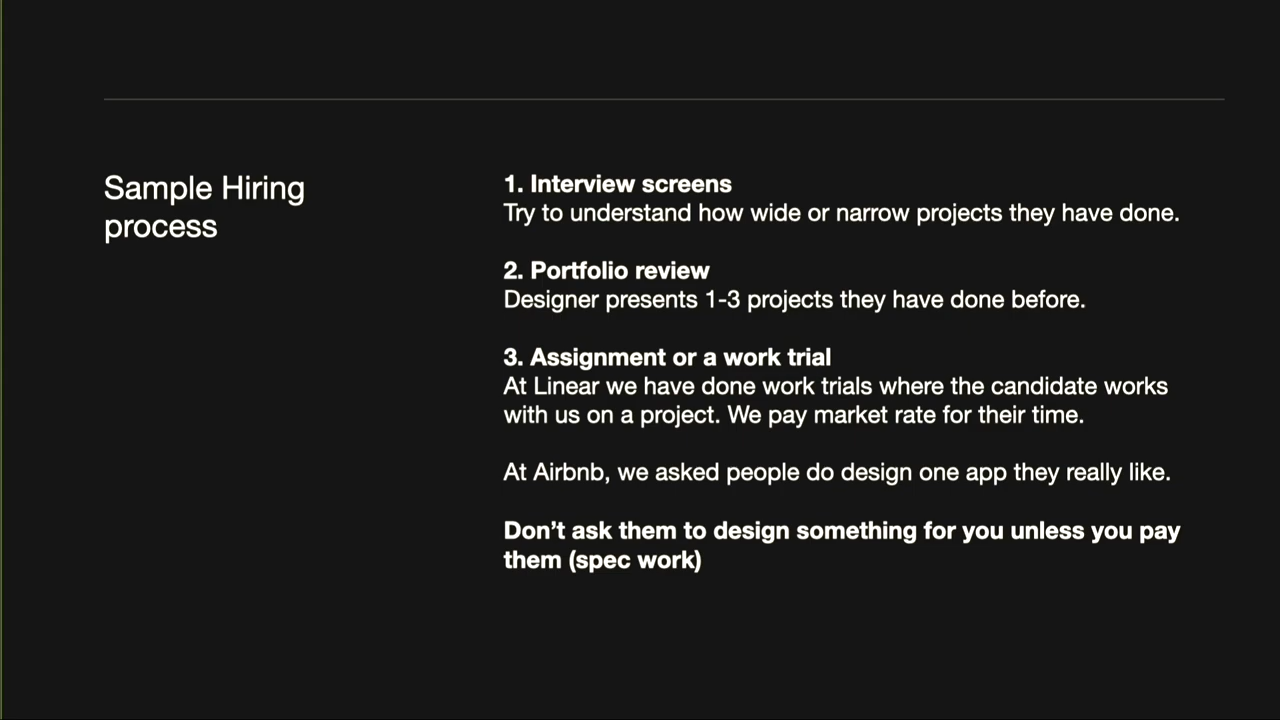 Sample Hiring
process
1. Interview screens
Try to understand how wide or narrow projects they have done.
2. Portfolio review
Designer presents 1-3 projects they have done before.
3. Assignment or a work trial
At Linear we have done work trials where the candidate works
with us on a project. We pay market rate for their time.
At Airbnb, we asked people do design one app they really like.
Don’t ask them to design something for you unless you pay
them (spec work)